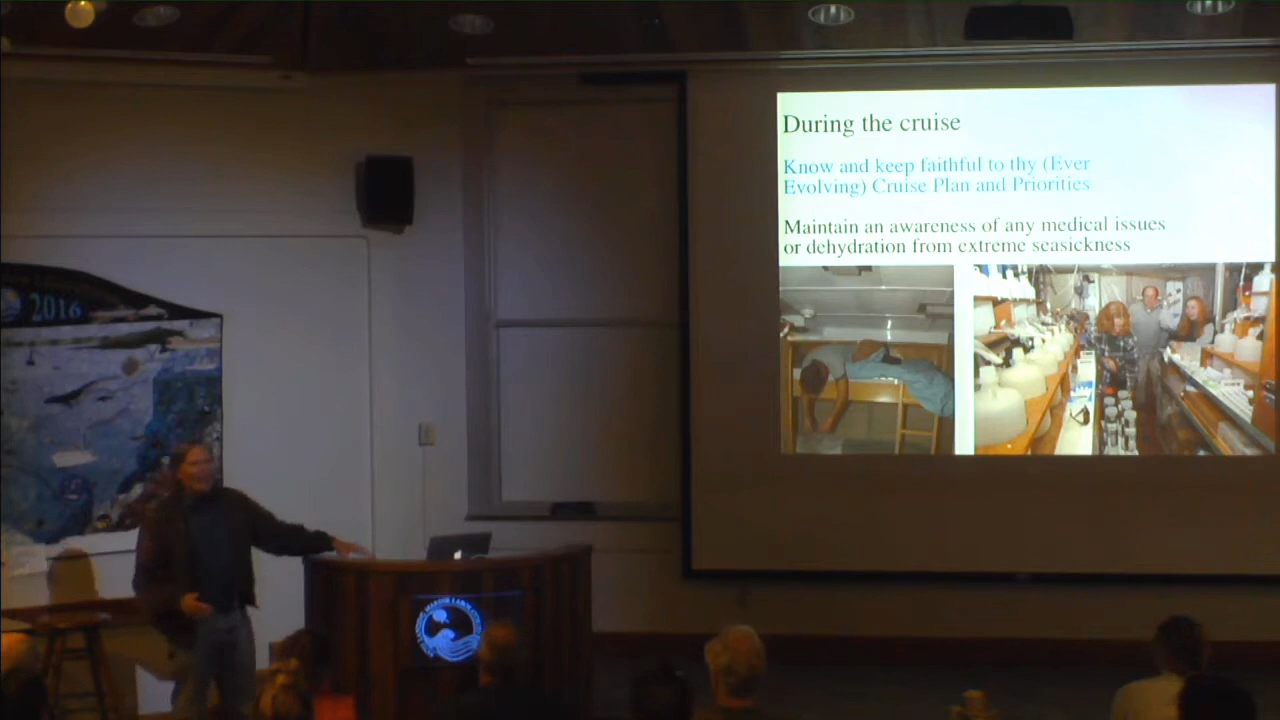 During the cruise
Know and keep faithful to thy (Ever
Evolving) Cruise Plan and Priorities
Maintain an awareness of any medical issues
or dehydration from extreme seasickness
2016